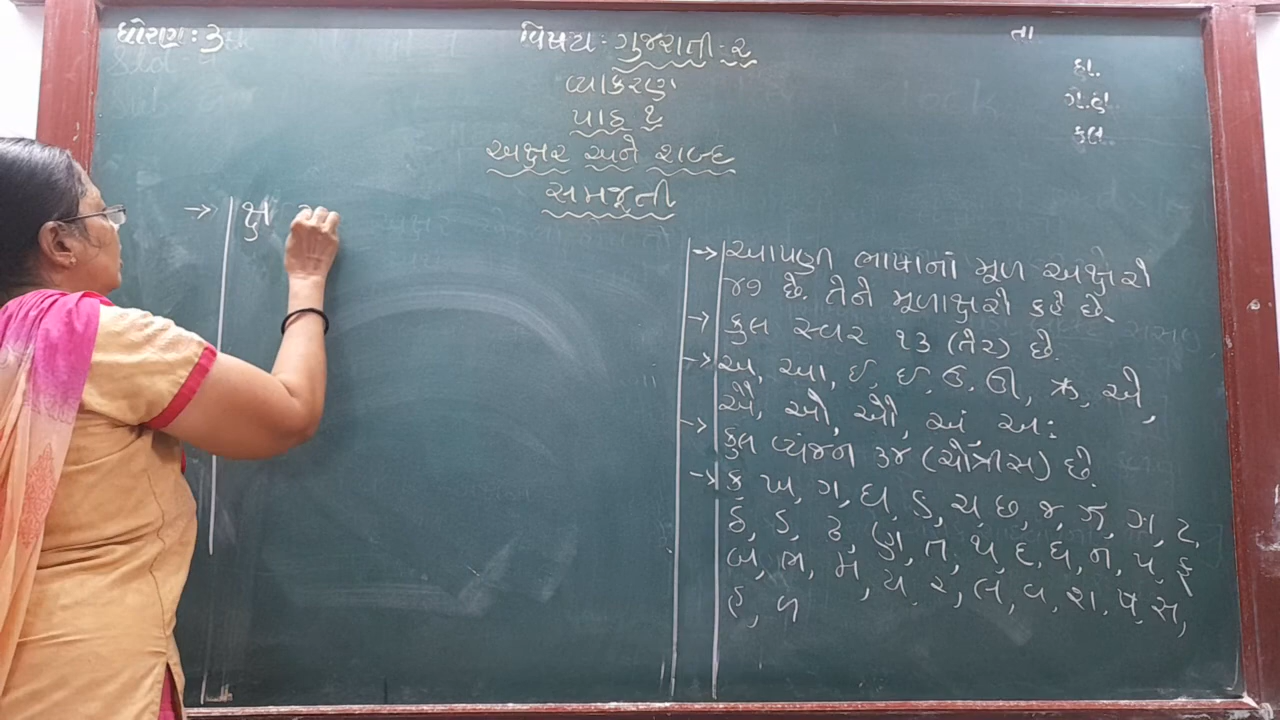 ધોરણ : ૩
વિષય : ગુજરાતી : ૨
તા
હા.
ગે.હા.
કુલ.
વ્યાકરણ
પાઠ ૧
અક્ષર અને શબ્દ
સમજૂતી
→ ક્ષ
→ આપણી ભાષાનાં મૂળ અક્ષરો
૪૭ છે. તેને મૂળાક્ષરો કહે છે.
→ કુલ સ્વર ૧૩ (તેર) છે.
→ અ, આ, ઇ, ઈ, ઉ, ઊ, ઋ, એ,
ઐ, ઓ, ઔ, અં અઃ
→ કુલ વ્યંજન ૩૪ (ચોત્રીસ) છે.
→ ક ખ, ગ, ઘ, ઙ, ચ, છ, જ, ઝ, ઞ, ટ,
ઠ, ડ, ઢ, ણ, ત, થ, દ, ધ, ન, પ, ફ
બ, ભ, મ, ય, ર, લ, વ, શ, ષ, સ,
હ, ળ